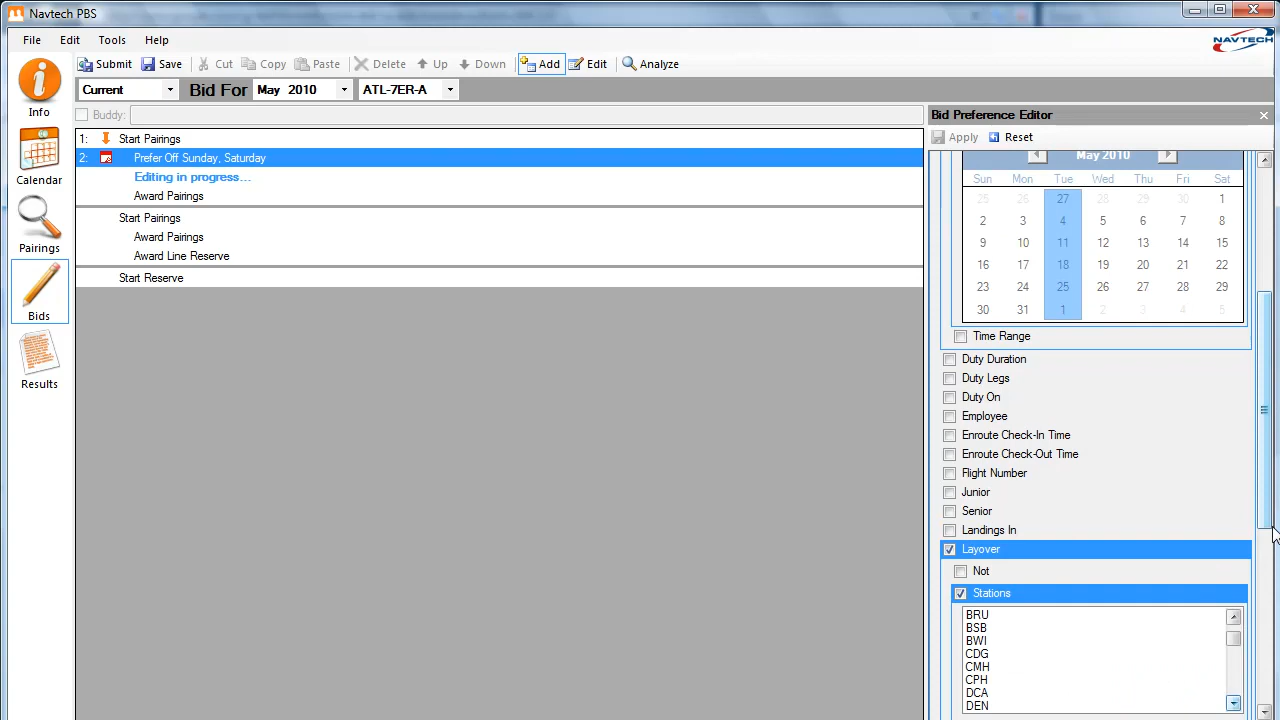 Navtech PBS
File Edit Tools Help
NAVTECH
Submit Save Cut Copy Paste Delete Up Down Add Edit Analyze
Current Bid For May 2010 ATL-7ER-A
Info
Calendar
Pairings
Bids
Results
Buddy:
1: Start Pairings
2: Prefer Off Sunday, Saturday
Editing in progress...
Award Pairings
Start Pairings
Award Pairings
Award Line Reserve
Start Reserve
Bid Preference Editor
Apply Reset
May 2010
Sun Mon Tue Wed Thu Fri Sat
25 26 27 28 29 30 1
2 3 4 5 6 7 8
9 10 11 12 13 14 15
16 17 18 19 20 21 22
23 24 25 26 27 28 29
30 31 1 2 3 4 5
Time Range
Duty Duration
Duty Legs
Duty On
Employee
Enroute Check-In Time
Enroute Check-Out Time
Flight Number
Junior
Senior
Landings In
Layover
Not
Stations
BRU
BSB
BWI
CDG
CMH
CPH
DCA
DEN